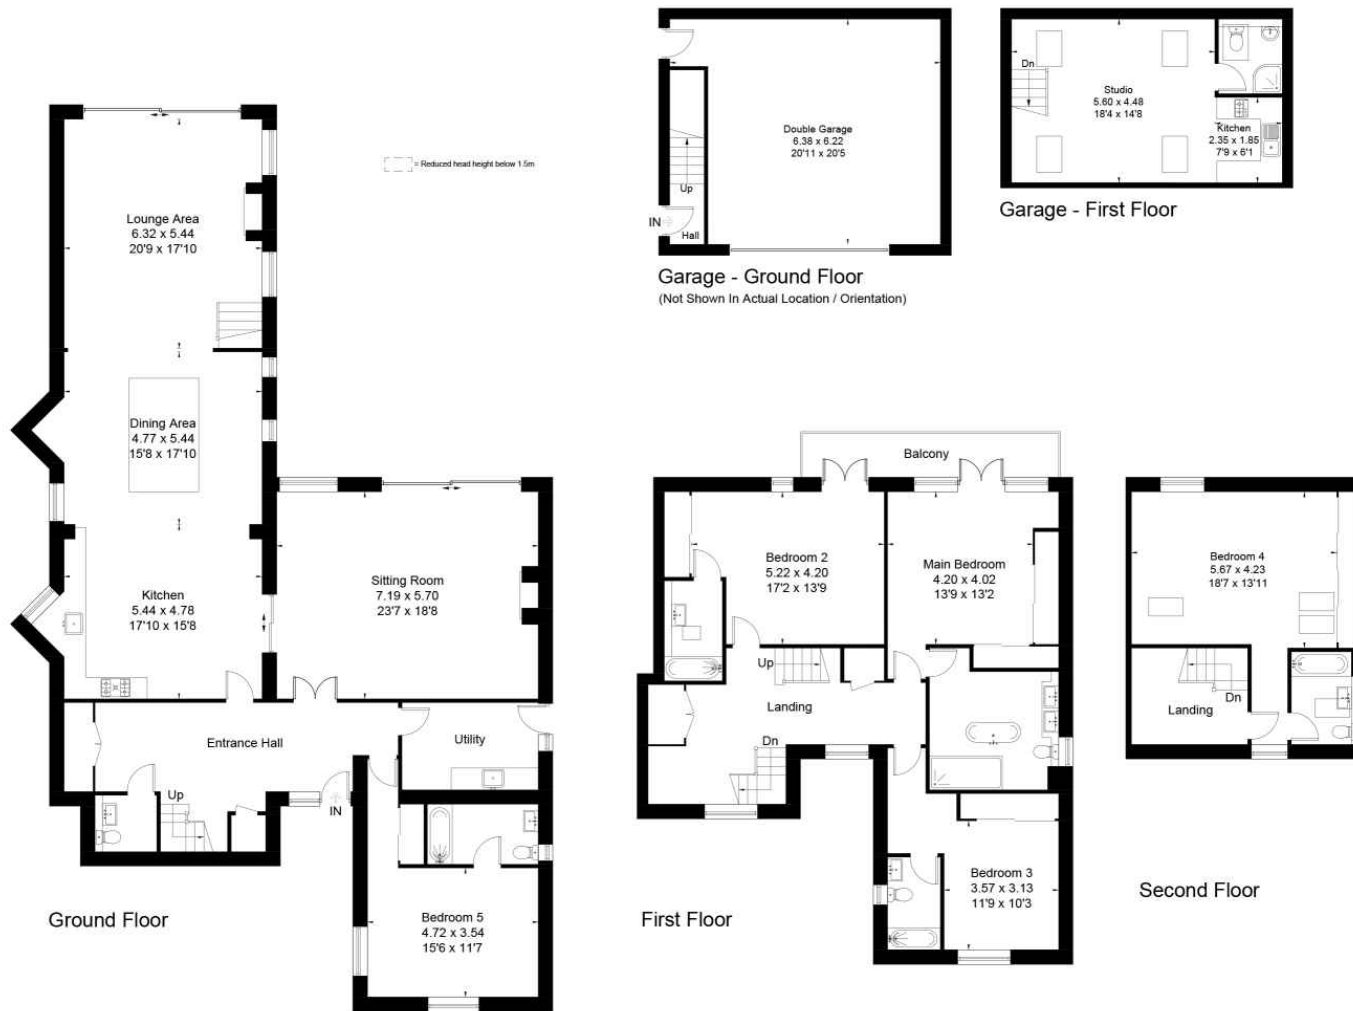 Dn
Studio
5.60 x 4.48
18'4 x 14'8
Kitchen
2.35 x 1.85
7'9 x 6'1
Garage - First Floor
Double Garage
6.38 x 6.22
20'11 x 20'5
Up
IN
Hall
Garage - Ground Floor
(Not Shown In Actual Location / Orientation)
= Reduced head height below 1.5m
Lounge Area
6.32 x 5.44
20'9 x 17'10
Dining Area
4.77 x 5.44
15'8 x 17'10
Kitchen
5.44 x 4.78
17'10 x 15'8
Sitting Room
7.19 x 5.70
23'7 x 18'8
Entrance Hall
Utility
Up
IN
Bedroom 5
4.72 x 3.54
15'6 x 11'7
Ground Floor
Balcony
Bedroom 2
5.22 x 4.20
17'2 x 13'9
Main Bedroom
4.20 x 4.02
13'9 x 13'2
Up
Landing
Dn
Bedroom 3
3.57 x 3.13
11'9 x 10'3
First Floor
Bedroom 4
5.67 x 4.23
18'7 x 13'11
Dn
Landing
Second Floor